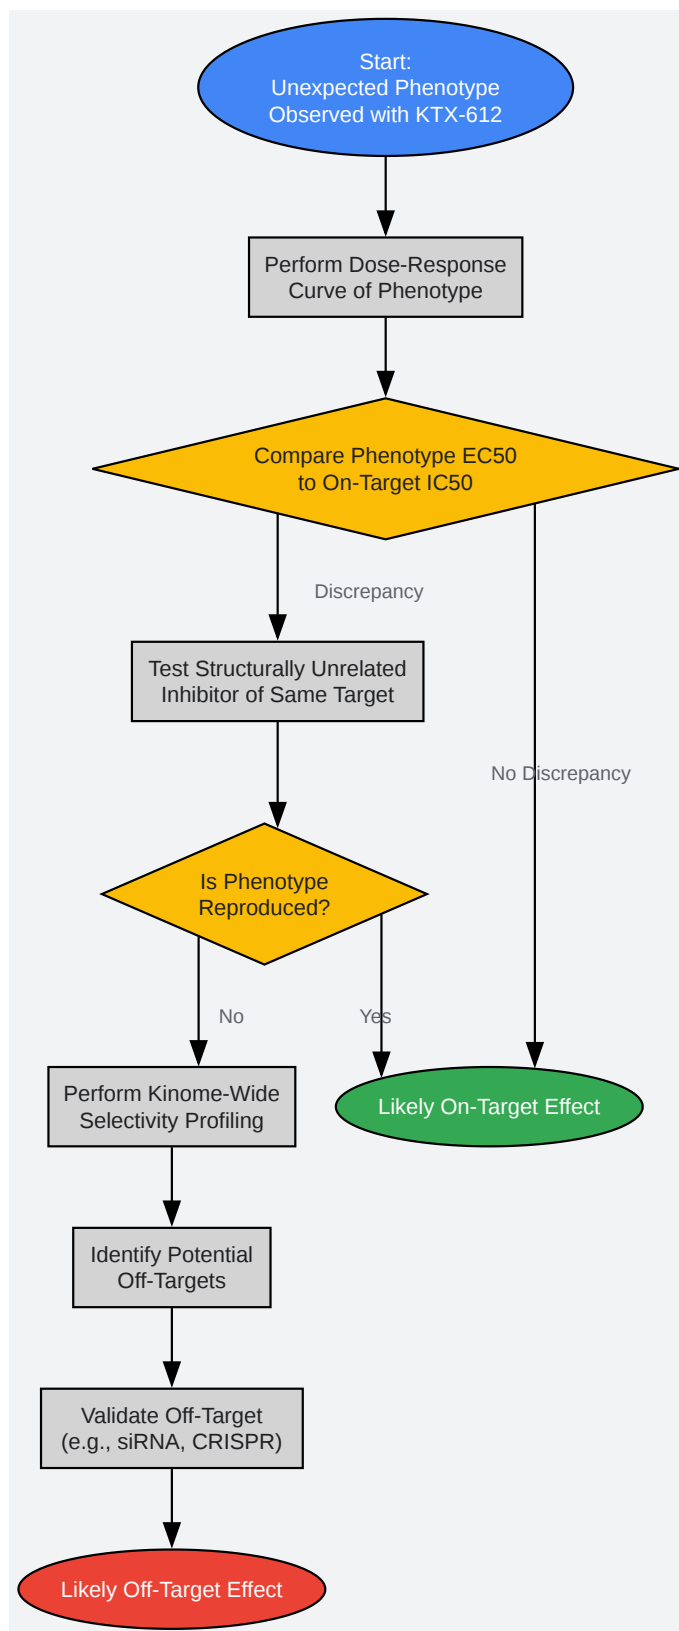 Start:
Unexpected Phenotype
Observed with KTX-612
Perform Dose-Response
Curve of Phenotype
Compare Phenotype EC50
to On-Target IC50
Discrepancy
Test Structurally Unrelated
Inhibitor of Same Target
No Discrepancy
Is Phenotype
Reproduced?
No
Yes
Perform Kinome-Wide
Selectivity Profiling
Likely On-Target Effect
Identify Potential
Off-Targets
Validate Off-Target
(e.g., siRNA, CRISPR)
Likely Off-Target Effect